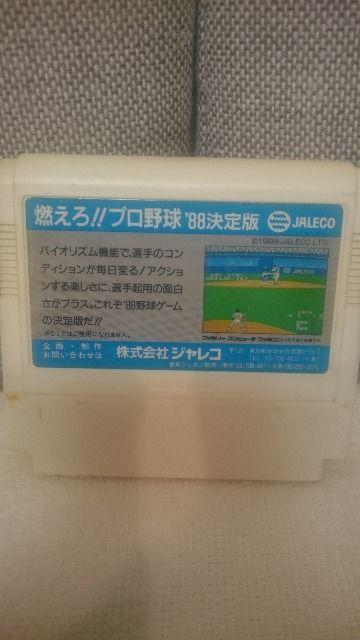 燃えろ!!プロ野球'88決定版 JALECO
©1988 JALECO LTD.
バイオリズム機能で、選手のコン
ディションが毎日変る!アクショ
ンする楽しさに、選手起用の面白
さがプラス。これぞ'88野球ゲーム
の決定版だ!!
JALECO
企画・制作
お問い合わせは
株式会社ジャレコ